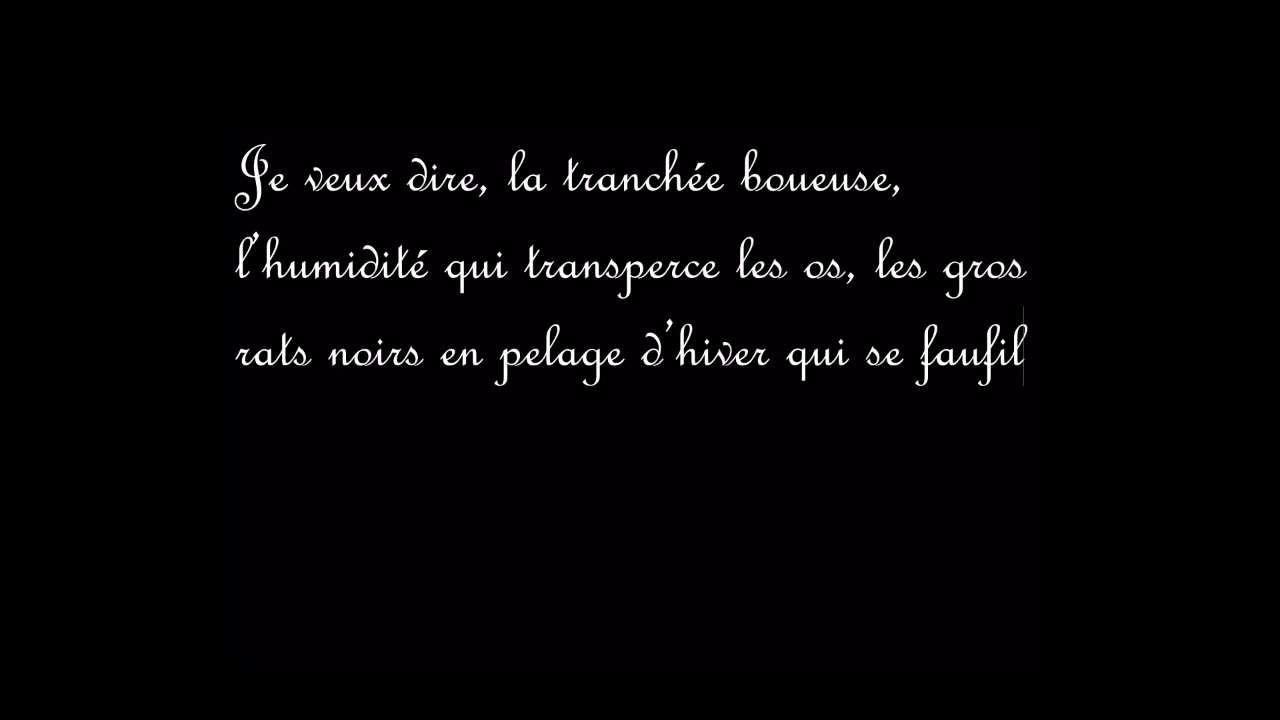 Je veux dire, la tranchée boueuse,
l'humidité qui transperce les os, les gros
rats noirs en pelage d'hiver qui se faufil